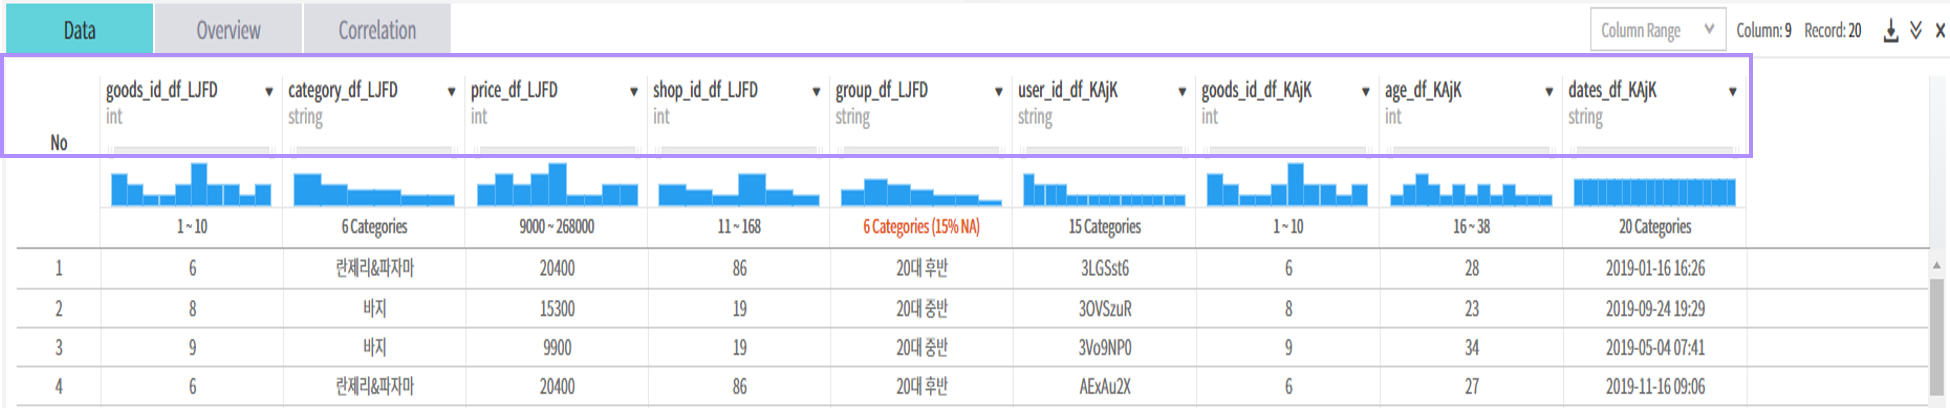 Data Overview Correlation Column Range Column: 9 Record: 20
goods_id_df_LJFD category_df_LJFD price_df_LJFD shop_id_df_LJFD group_df_LJFD user_id_df_KAjK goods_id_df_KAjK age_df_KAjK dates_df_KAjK
int string int int string string int int string
No
1 ~ 10 6 Categories 9000 ~ 268000 11 ~ 168 6 Categories (15% NA) 15 Categories 1 ~ 10 16 ~ 38 20 Categories
1 6 란제리&파자마 20400 86 20대 후반 3LGSst6 6 28 2019-01-16 16:26
2 8 바지 15300 19 20대 중반 3OVSzuR 8 23 2019-09-24 19:29
3 9 바지 9900 19 20대 중반 3Vo9NP0 9 34 2019-05-04 07:41
4 6 란제리&파자마 20400 86 20대 후반 AExAu2X 6 27 2019-11-16 09:06